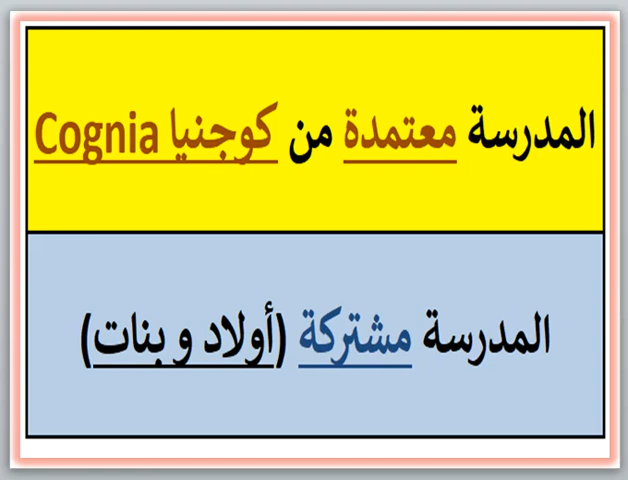 المدرسة معتمدة من كوجنيا Cognia
المدرسة مشتركة (أولاد و بنات)